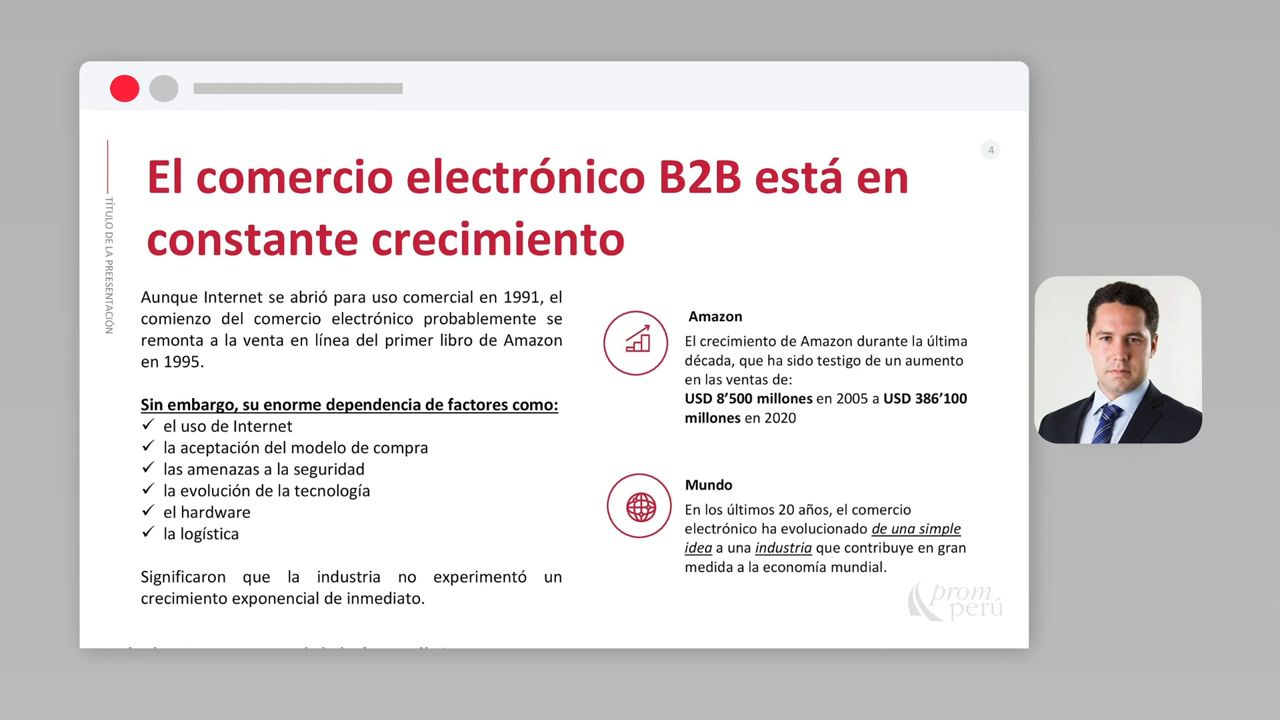 El comercio electrónico B2B está en
constante crecimiento
4
TÍTULO DE LA PREESENTACIÓN
Aunque Internet se abrió para uso comercial en 1991, el
comienzo del comercio electrónico probablemente se
remonta a la venta en línea del primer libro de Amazon
en 1995.
Sin embargo, su enorme dependencia de factores como:
✓ el uso de Internet
✓ la aceptación del modelo de compra
✓ las amenazas a la seguridad
✓ la evolución de la tecnología
✓ el hardware
✓ la logística
Significaron que la industria no experimentó un
crecimiento exponencial de inmediato.
Amazon
El crecimiento de Amazon durante la última
década, que ha sido testigo de un aumento
en las ventas de:
USD 8’500 millones en 2005 a USD 386’100
millones en 2020
Mundo
En los últimos 20 años, el comercio
electrónico ha evolucionado de una simple
idea a una industria que contribuye en gran
medida a la economía mundial.
prom
perú